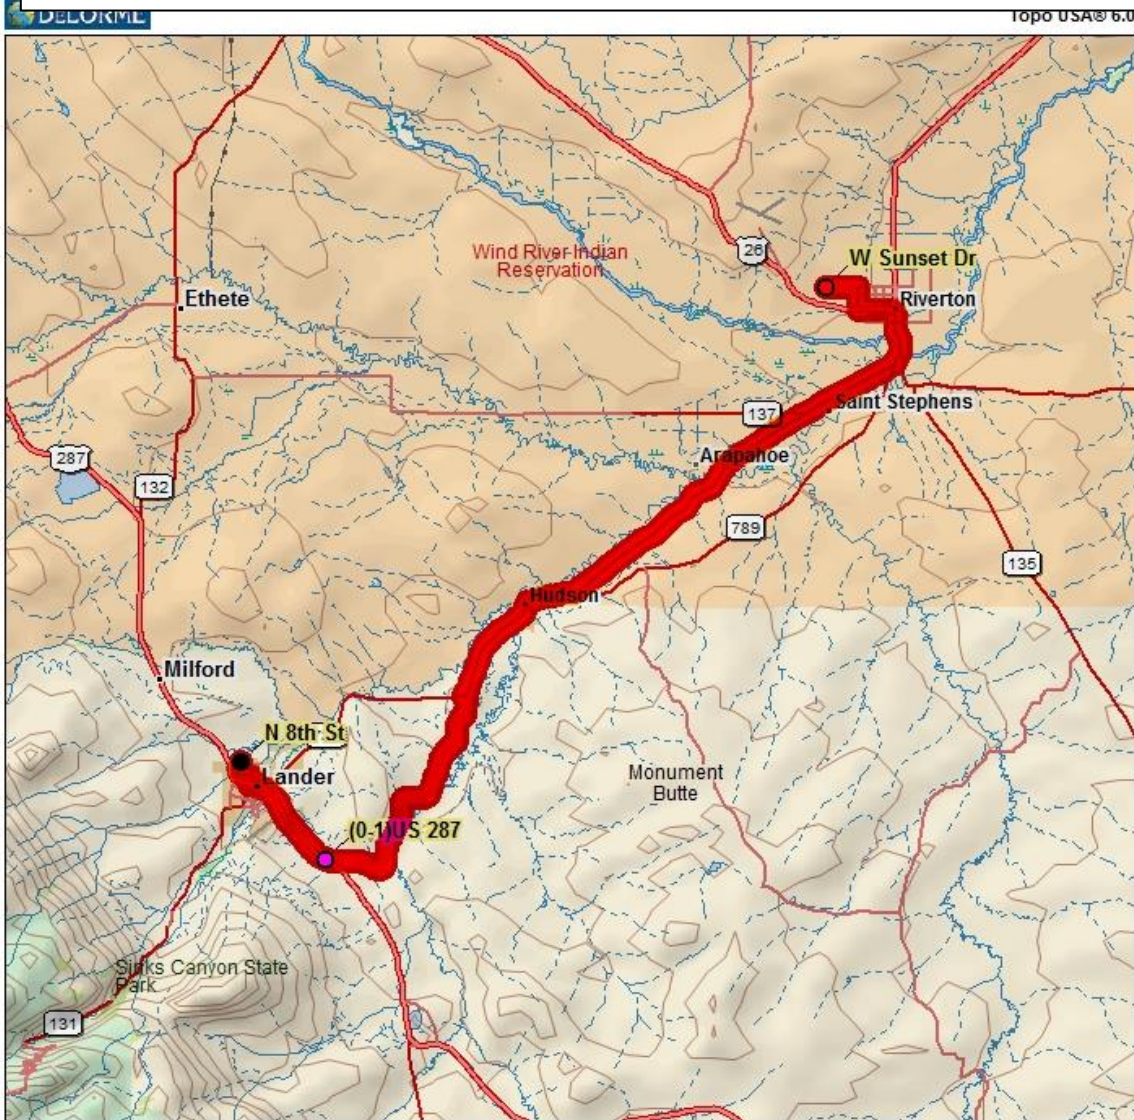 DELORME
Topo USA® 6.0
26
W Sunset Dr
Wind River Indian
Reservation
Ethete
Riverton
137
Saint Stephens
Arapahoe
287
132
789
135
Hudson
Milford
N 8th St
Lander
Monument
Butte
(0-1)US 287
Sinks Canyon State
Park
131